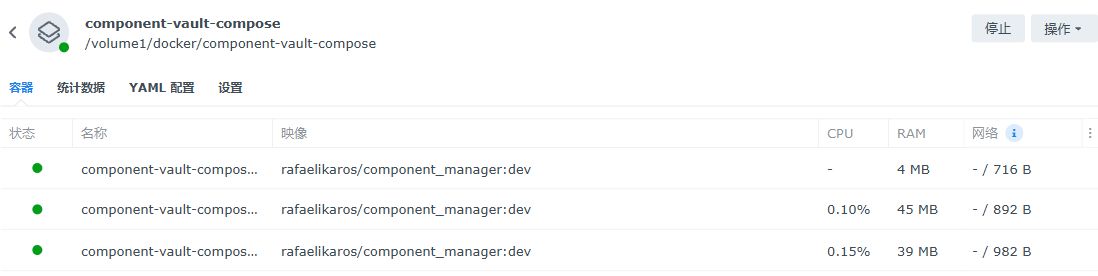 component-vault-compose
/volume1/docker/component-vault-compose
停止 操作
容器 统计数据 YAML 配置 设置
状态 名称 映像 CPU RAM 网络
component-vault-compos... rafaelikaros/component_manager:dev - 4 MB - / 716 B
component-vault-compos... rafaelikaros/component_manager:dev 0.10% 45 MB - / 892 B
component-vault-compos... rafaelikaros/component_manager:dev 0.15% 39 MB - / 982 B